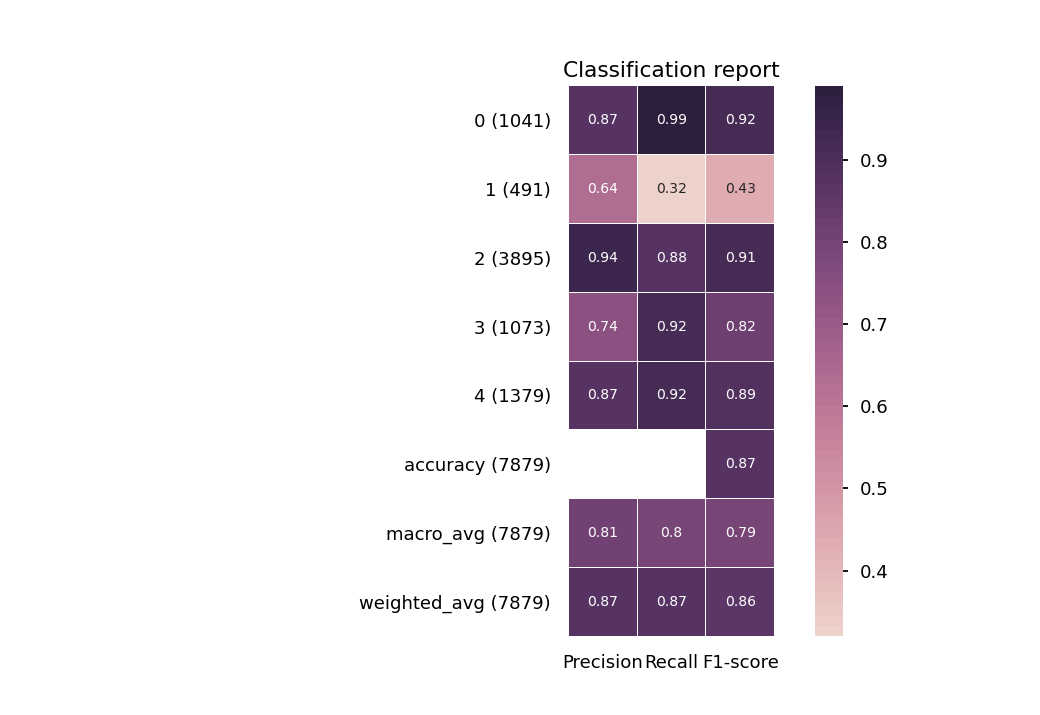 Classification report
0 (1041) 0.87 0.99 0.92
1 (491) 0.64 0.32 0.43
2 (3895) 0.94 0.88 0.91
3 (1073) 0.74 0.92 0.82
4 (1379) 0.87 0.92 0.89
accuracy (7879) 0.87
macro_avg (7879) 0.81 0.8 0.79
weighted_avg (7879) 0.87 0.87 0.86
Precision Recall F1-score
0.9
0.8
0.7
0.6
0.5
0.4